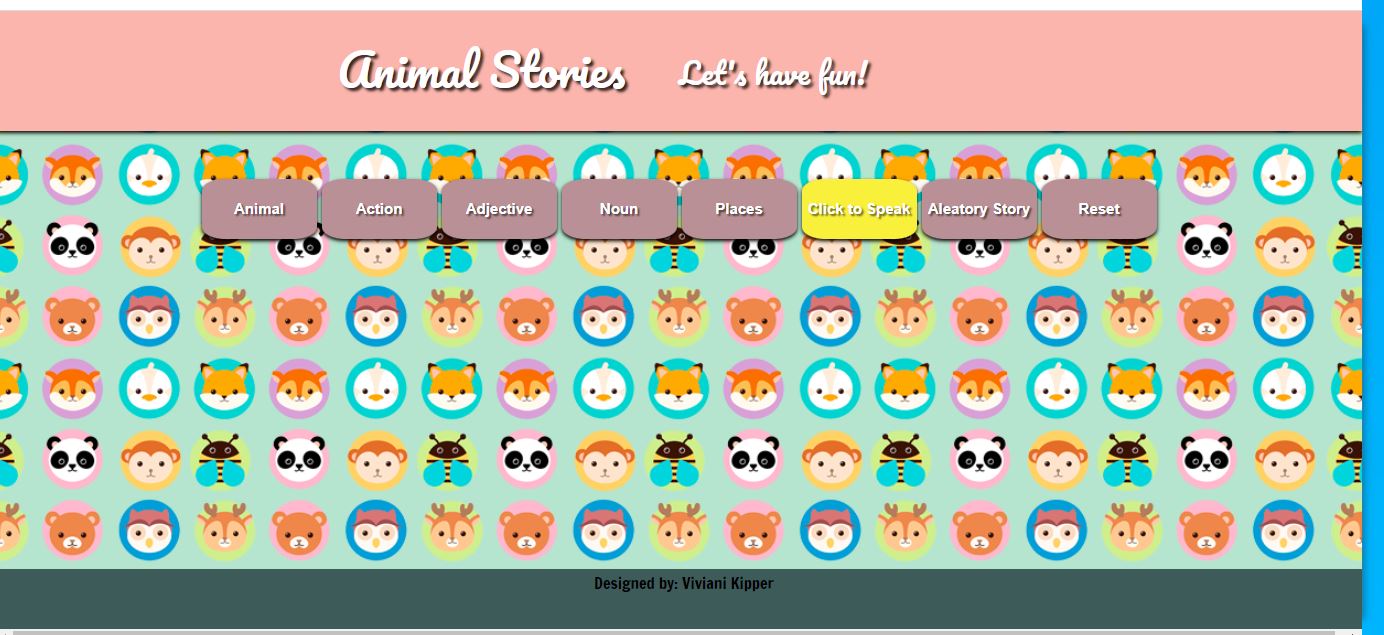 Animal Stories Let's have fun!
Animal Action Adjective Noun Places Click to Speak Aleatory Story Reset
Designed by: Viviani Kipper